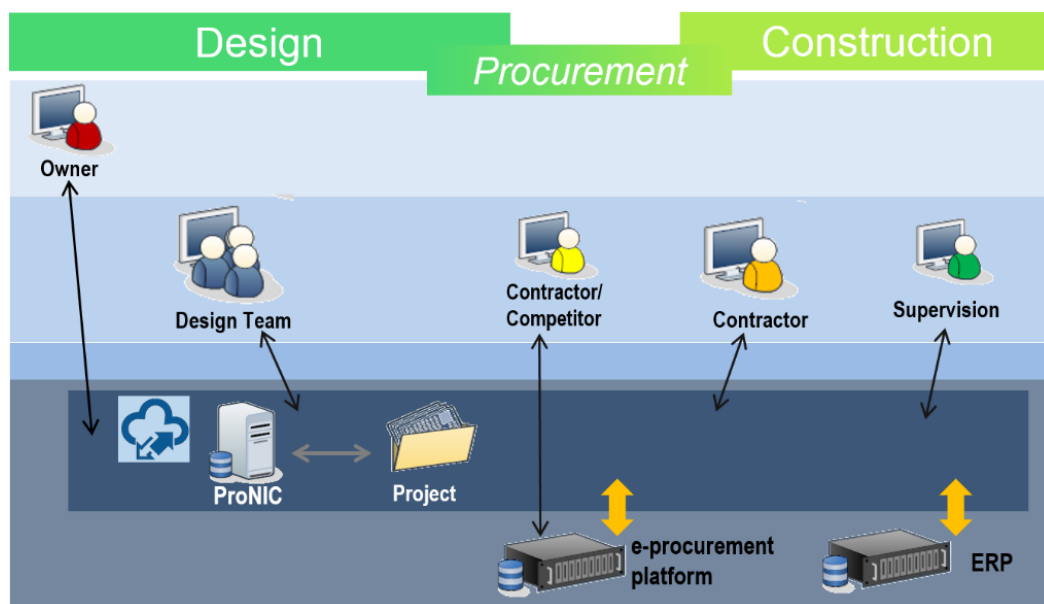 Design
Procurement
Construction
Owner
Design Team
Contractor/
Competitor
Contractor
Supervision
ProNIC
Project
e-procurement
platform
ERP